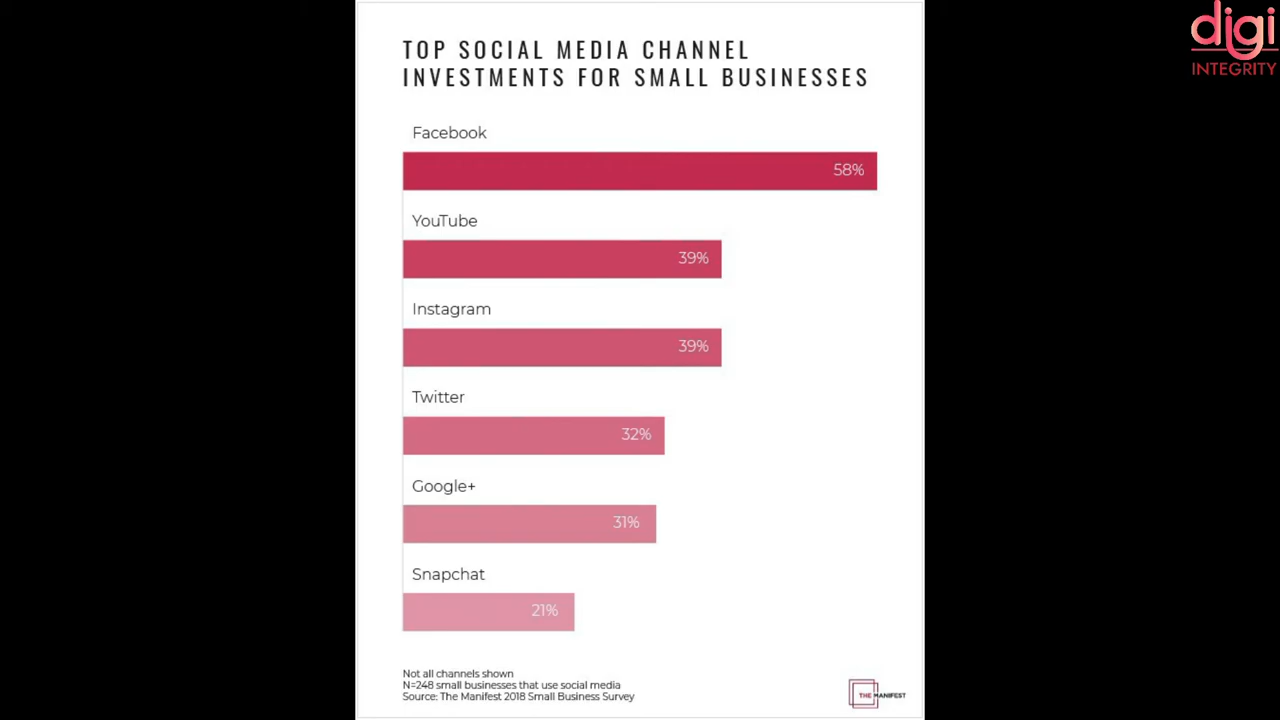 digi
INTEGRITY
TOP SOCIAL MEDIA CHANNEL
INVESTMENTS FOR SMALL BUSINESSES
Facebook
58%
YouTube
39%
Instagram
39%
Twitter
32%
Google+
31%
Snapchat
21%
Not all channels shown
N=248 small businesses that use social media
Source: The Manifest 2018 Small Business Survey
THE MANIFEST